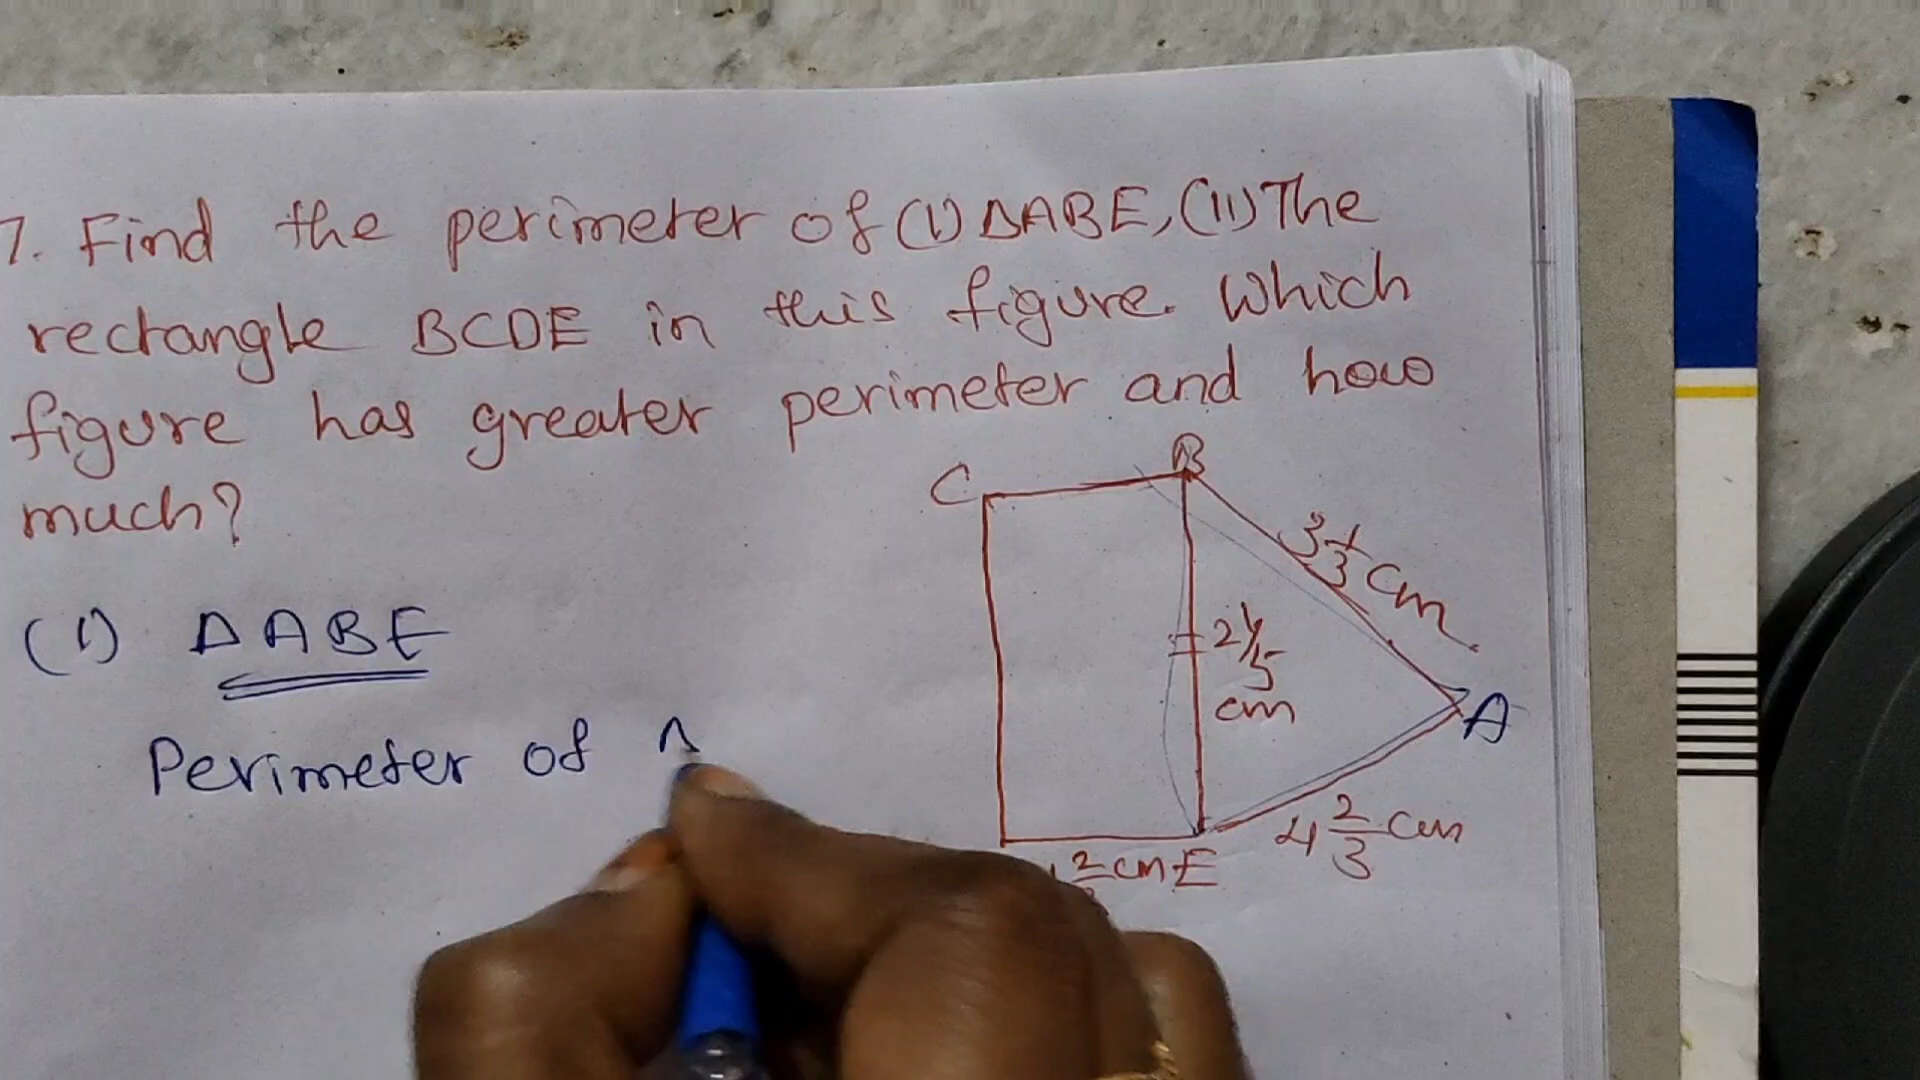 7. Find the perimeter of (i) ΔABE, (ii) The
rectangle BCDE in this figure. Which
figure has greater perimeter and how
much?
C
B
3 1/3 cm
2 1/5
cm
A
4 2/3 cm
2/ cm E
(i) ΔABE
Perimeter of Δ